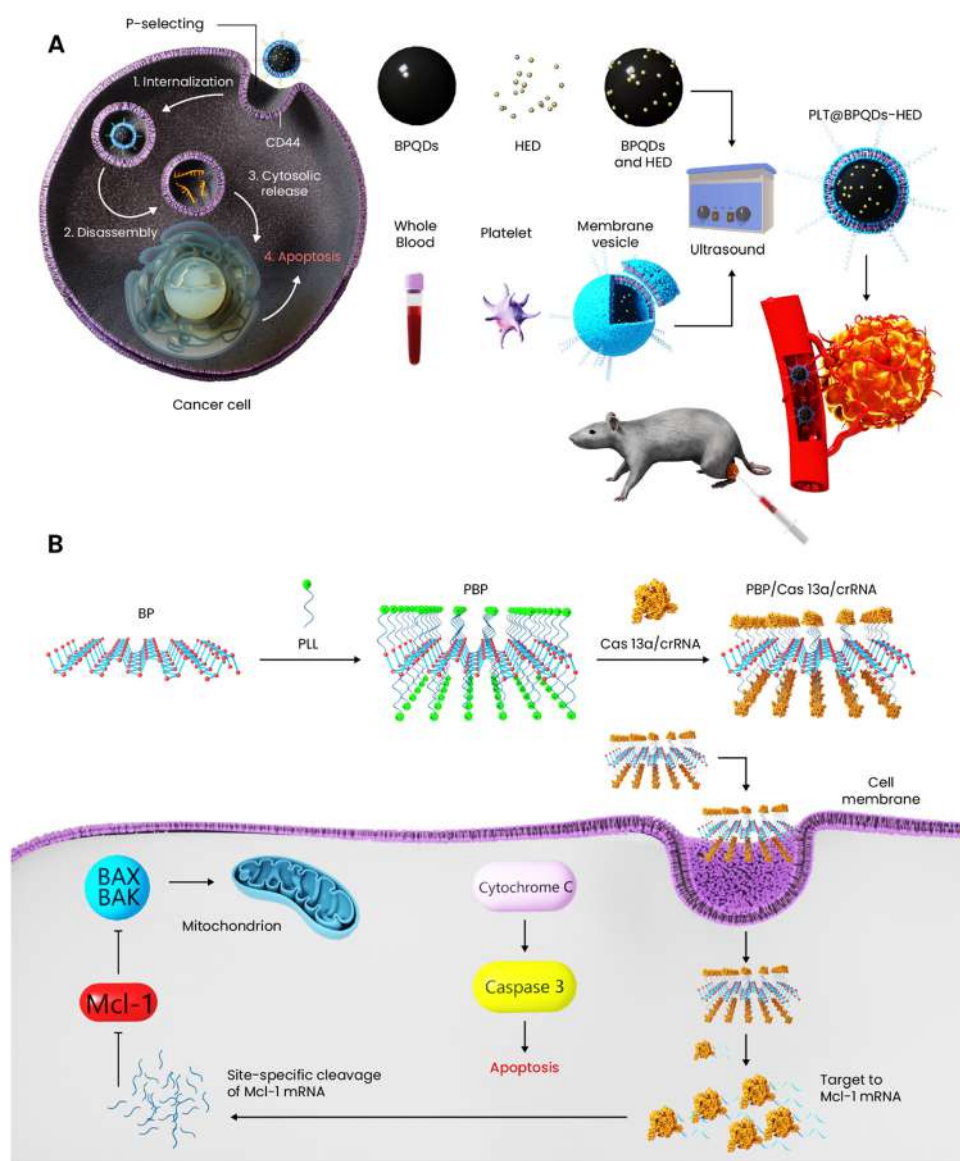 A
P-selecting
1. Internalization
CD44
3. Cytosolic
release
2. Disassembly
4. Apoptosis
Cancer cell
BPQDs
HED
BPQDs
and HED
PLT@BPQDs-HED
Whole
Blood
Platelet
Membrane
vesicle
Ultrasound
B
BP
PLL
PBP
Cas 13a/crRNA
PBP/Cas 13a/crRNA
Cell
membrane
BAX
BAK
Mitochondrion
Cytochrome C
Mcl-1
Caspase 3
Apoptosis
Site-specific cleavage
of Mcl-1 mRNA
Target to
Mcl-1 mRNA